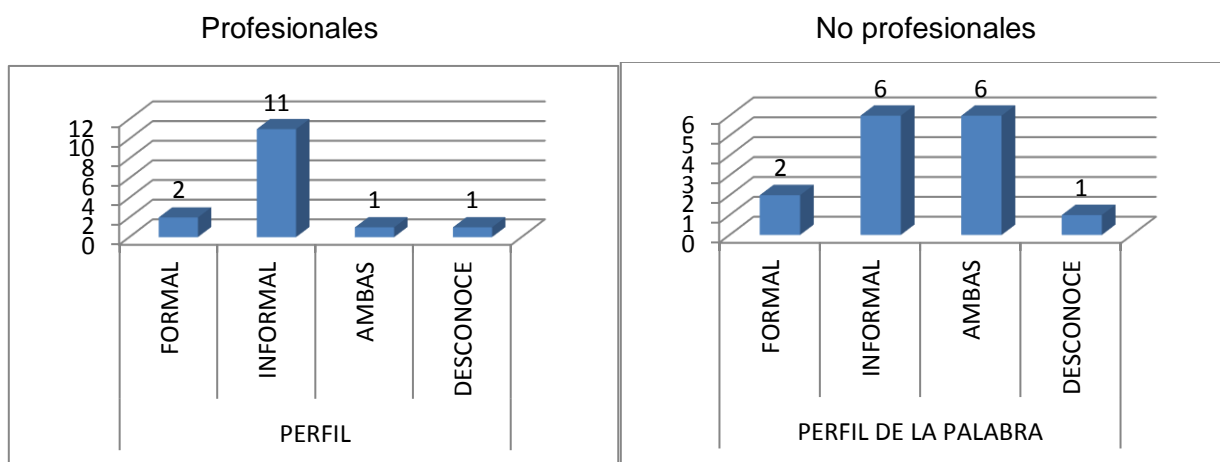 Profesionales
11
2
1
1
12
10
8
6
4
2
0
FORMAL
INFORMAL
AMBAS
DESCONOCE
PERFIL
No profesionales
6
6
2
1
6
5
4
3
2
1
0
FORMAL
INFORMAL
AMBAS
DESCONOCE
PERFIL DE LA PALABRA